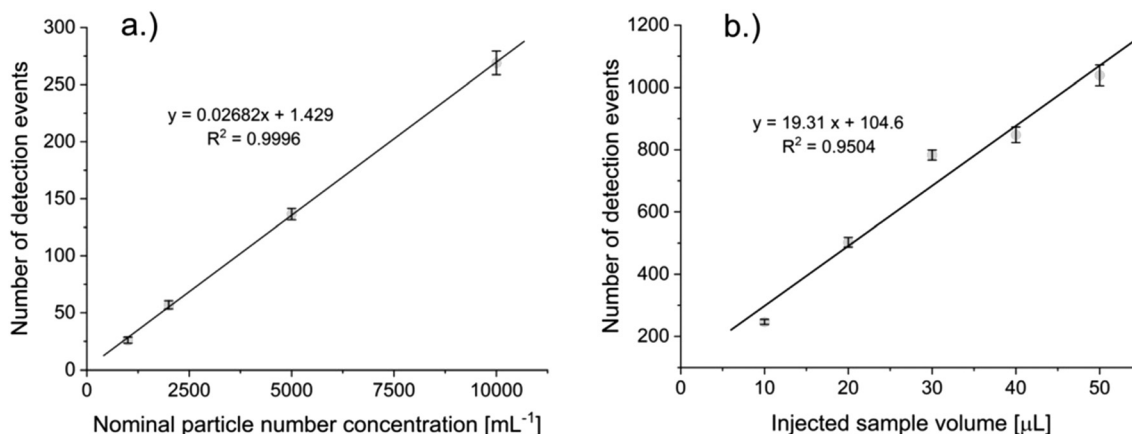 a.)
300
250
200
150
100
50
0
Number of detection events
y = 0.02682x + 1.429
R² = 0.9996
0 2500 5000 7500 10000
Nominal particle number concentration [mL⁻¹]
b.)
1200
1000
800
600
400
200
Number of detection events
y = 19.31 x + 104.6
R² = 0.9504
0 10 20 30 40 50
Injected sample volume [μL]